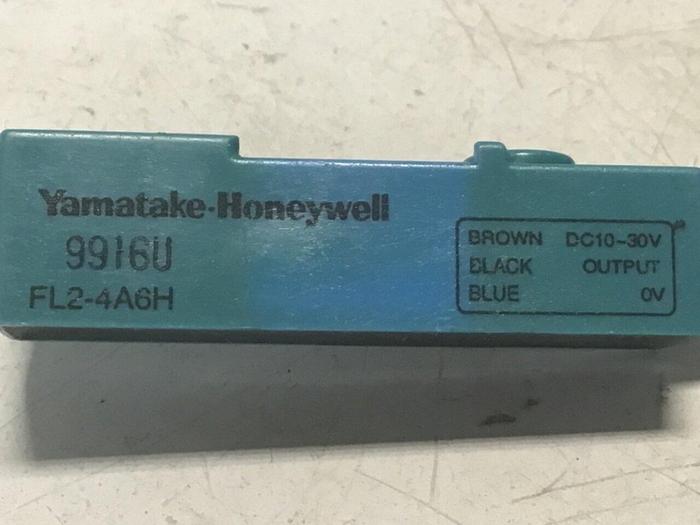 Yamatake-Honeywell
9916U
FL2-4A6H
BROWN DC10~30V
BLACK OUTPUT
BLUE 0V